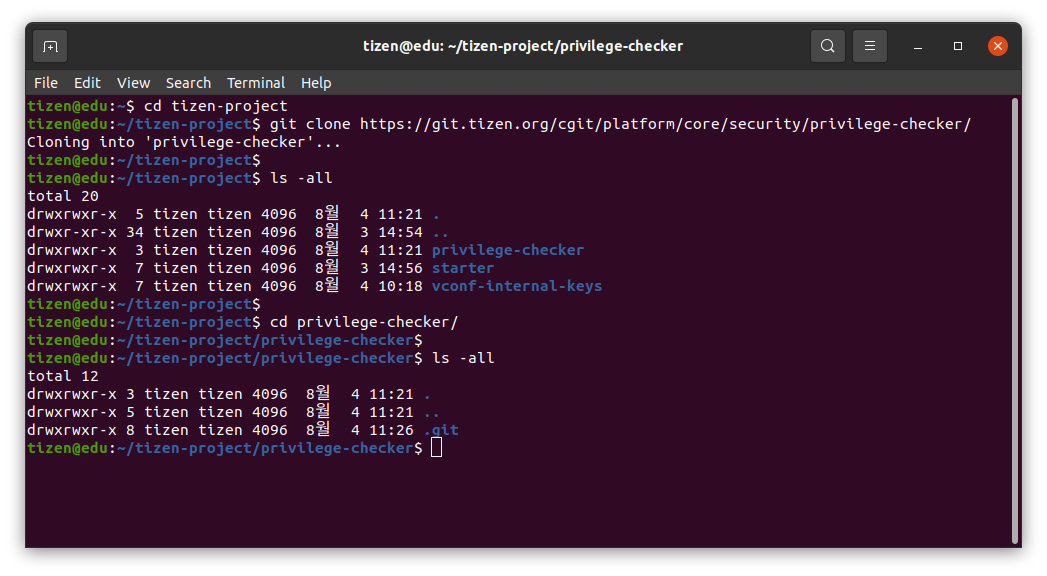 tizen@edu: ~/tizen-project/privilege-checker
File Edit View Search Terminal Help
tizen@edu:~$ cd tizen-project
tizen@edu:~/tizen-project$ git clone https://git.tizen.org/cgit/platform/core/security/privilege-checker/
Cloning into 'privilege-checker'...
tizen@edu:~/tizen-project$
tizen@edu:~/tizen-project$ ls -all
total 20
drwxrwxr-x  5 tizen tizen 4096  8월  4 11:21 .
drwxr-xr-x 34 tizen tizen 4096  8월  3 14:54 ..
drwxrwxr-x  3 tizen tizen 4096  8월  4 11:21 privilege-checker
drwxrwxr-x  7 tizen tizen 4096  8월  3 14:56 starter
drwxrwxr-x  7 tizen tizen 4096  8월  4 10:18 vconf-internal-keys
tizen@edu:~/tizen-project$
tizen@edu:~/tizen-project$ cd privilege-checker/
tizen@edu:~/tizen-project/privilege-checker$
tizen@edu:~/tizen-project/privilege-checker$ ls -all
total 12
drwxrwxr-x 3 tizen tizen 4096  8월  4 11:21 .
drwxrwxr-x 5 tizen tizen 4096  8월  4 11:21 ..
drwxrwxr-x 8 tizen tizen 4096  8월  4 11:26 .git
tizen@edu:~/tizen-project/privilege-checker$